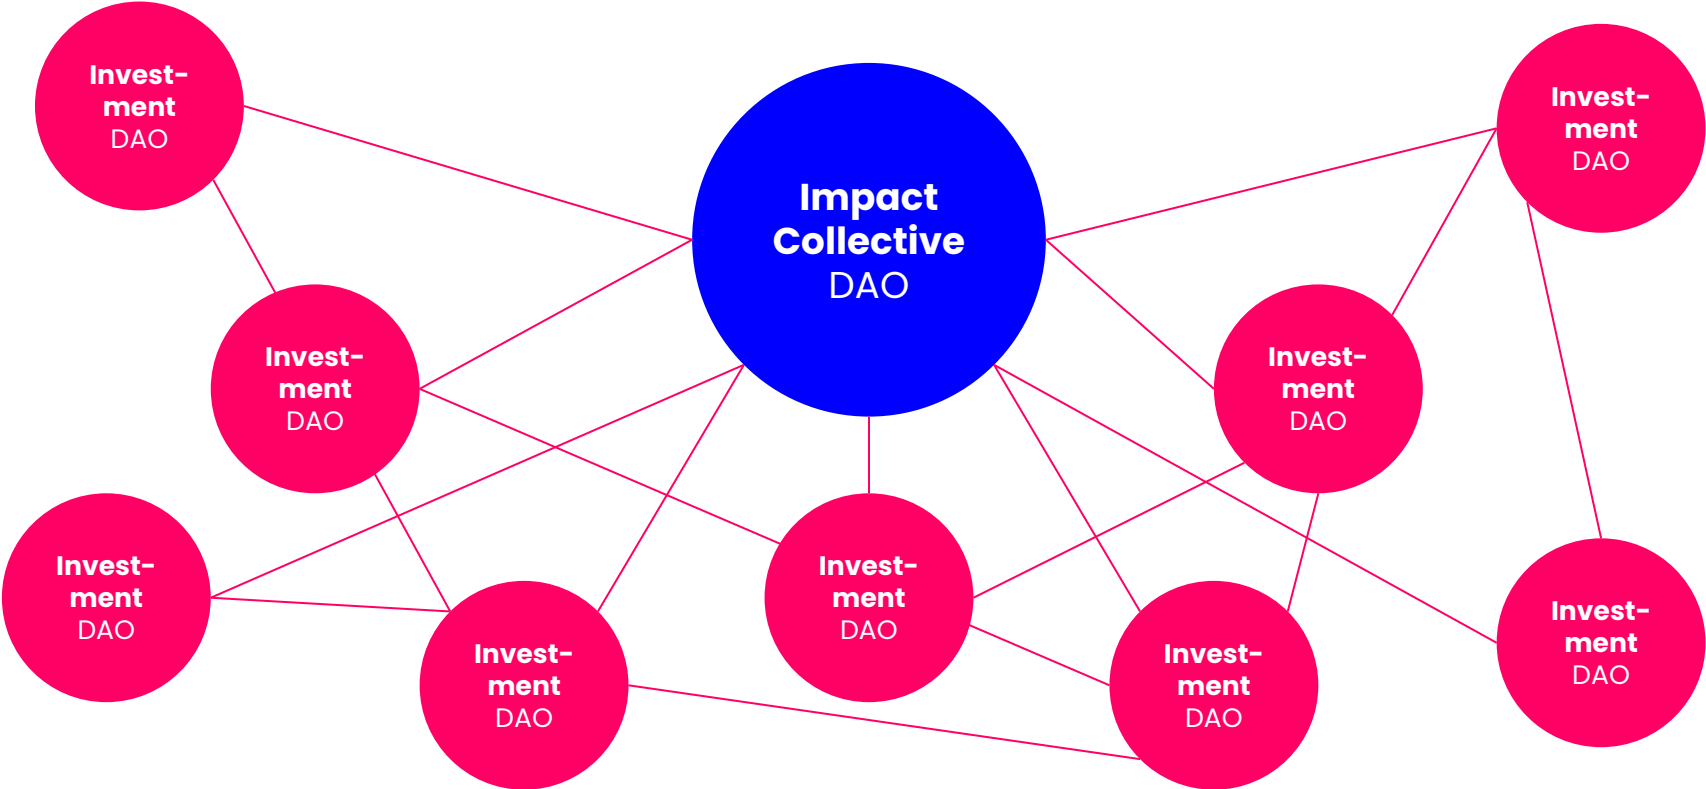 Invest-
ment
DAO
Invest-
ment
DAO
Impact
Collective
DAO
Invest-
ment
DAO
Invest-
ment
DAO
Invest-
ment
DAO
Invest-
ment
DAO
Invest-
ment
DAO
Invest-
ment
DAO
Invest-
ment
DAO